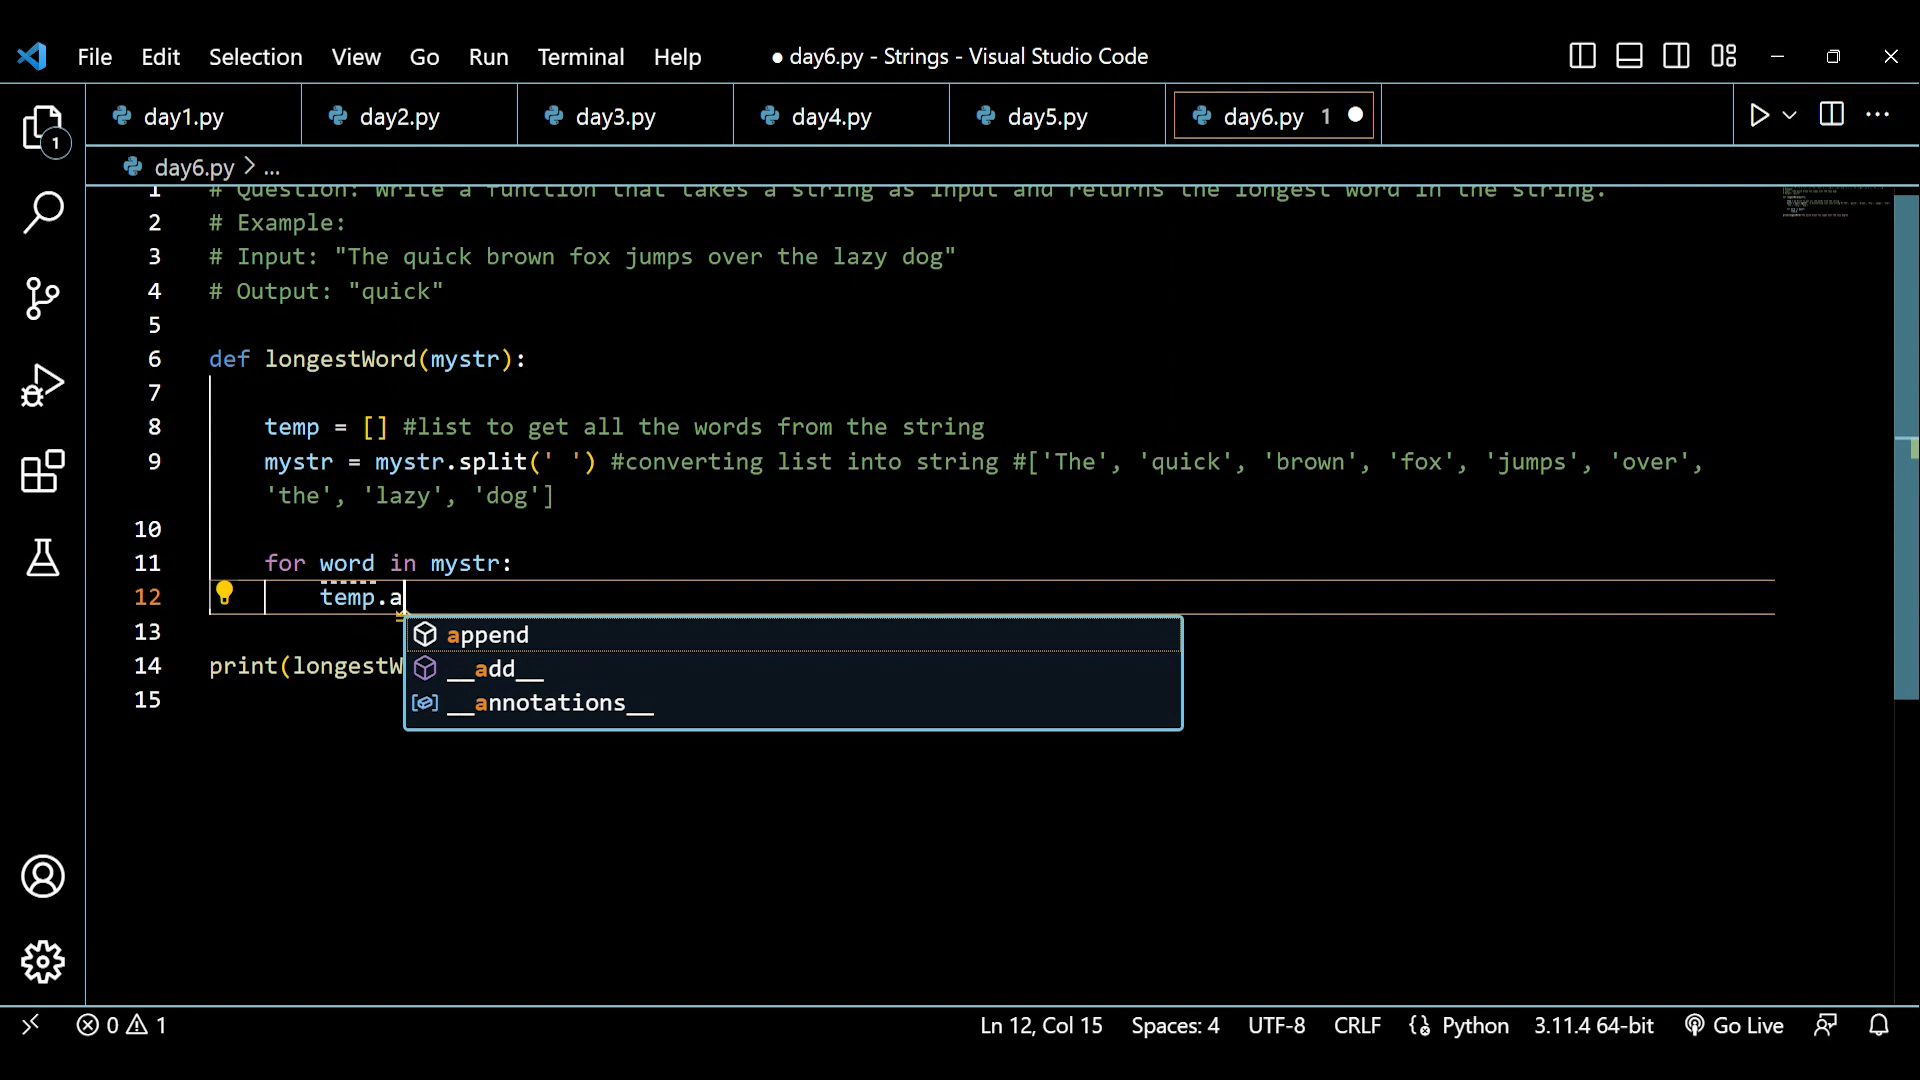 File Edit Selection View Go Run Terminal Help ● day6.py - Strings - Visual Studio Code
day1.py day2.py day3.py day4.py day5.py day6.py 1
1
day6.py > ...
1 # Question: Write a function that takes a string as input and returns the longest word in the string.
2 # Example:
3 # Input: "The quick brown fox jumps over the lazy dog"
4 # Output: "quick"
5
6 def longestWord(mystr):
7
8 temp = [] #list to get all the words from the string
9 mystr = mystr.split(' ') #converting list into string #['The', 'quick', 'brown', 'fox', 'jumps', 'over',
'the', 'lazy', 'dog']
10
11 for word in mystr:
12 temp.a
append
13
14 print(longestW
__add__
__annotations__
15
0 1 Ln 12, Col 15 Spaces: 4 UTF-8 CRLF Python 3.11.4 64-bit Go Live